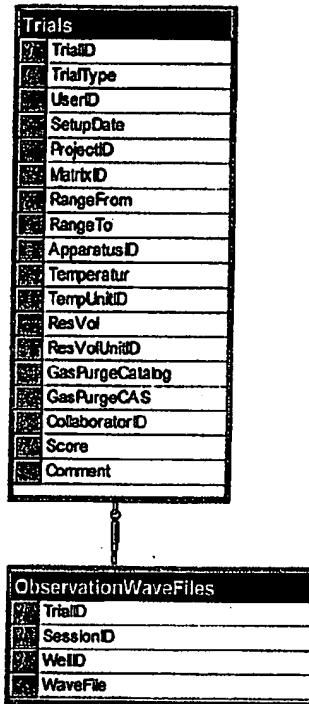 Trials
TrialID
TrialType
UserID
SetupDate
ProjectID
MatrixID
RangeFrom
RangeTo
ApparatusID
Temperatur
TempUnitID
ResVol
ResVolUnitID
GasPurgeCatalog
GasPurgeCAS
CollaboratorID
Score
Comment
ObservationWaveFiles
TrialID
SessionID
WellID
WaveFile